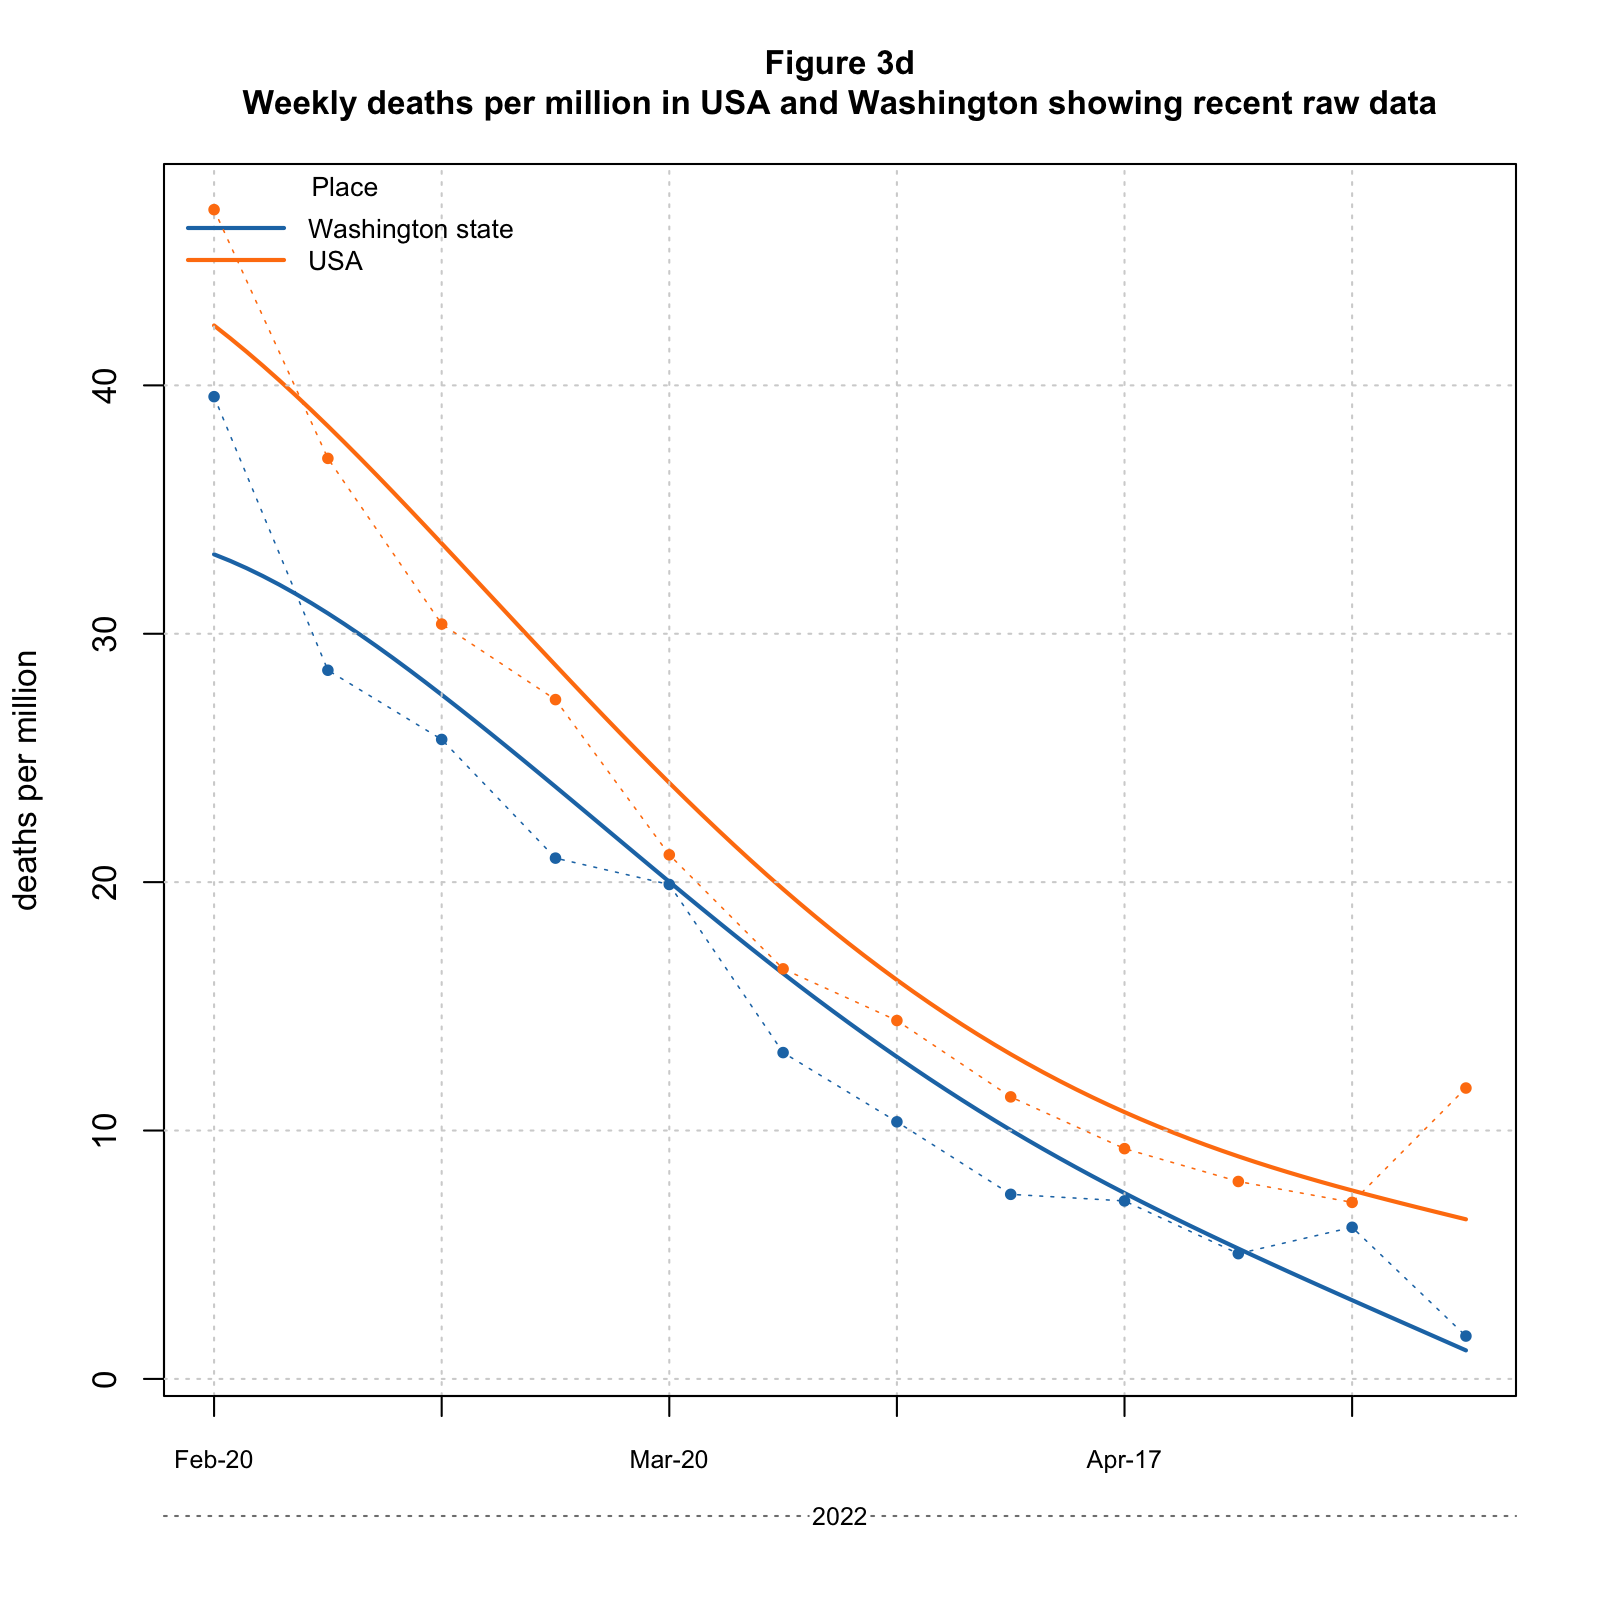 Figure 3d
Weekly deaths per million in USA and Washington showing recent raw data
Place
Washington state
USA
deaths per million
40
30
20
10
0
Feb-20 Mar-20 Apr-17
2022